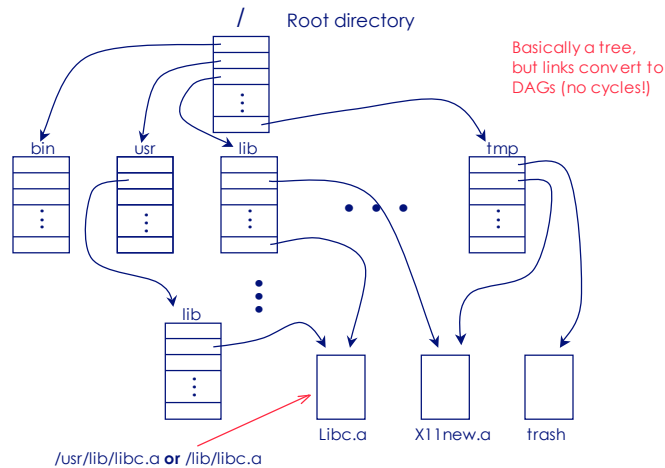 / Root directory
Basically a tree,
but links convert to
DAGs (no cycles!)
bin
usr
lib
tmp
lib
Libc.a
X11new.a
trash
/usr/lib/libc.a or /lib/libc.a